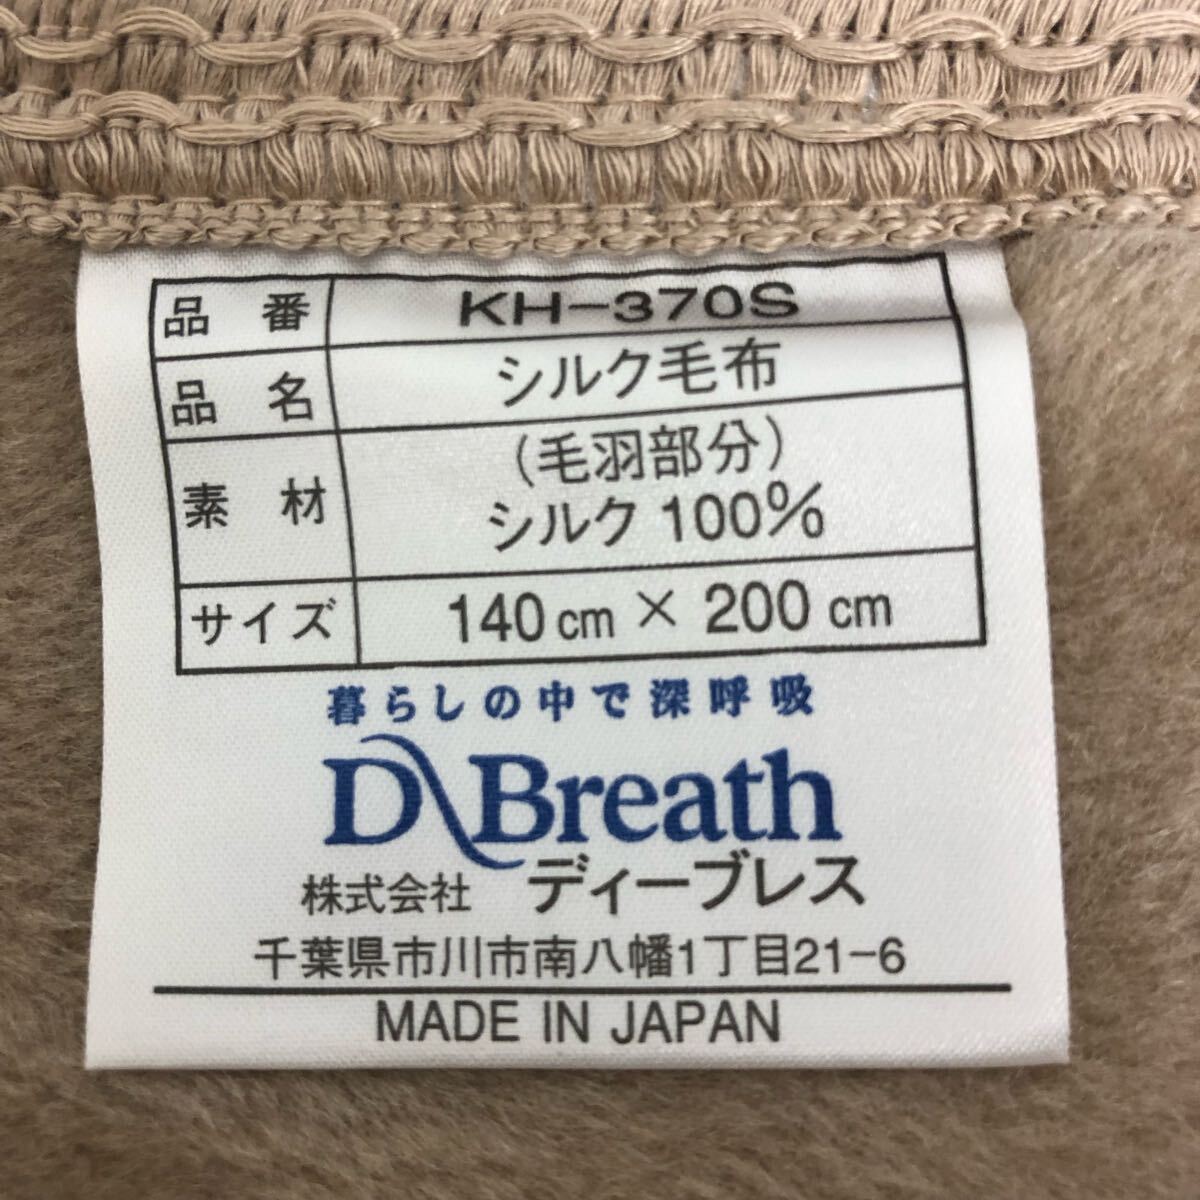 品番 KH-370S
品名 シルク毛布
素材 (毛羽部分)
シルク 100%
サイズ 140cm × 200cm
暮らしの中で深呼吸
D Breath
株式会社 ディーブレス
千葉県市川市南八幡1丁目21-6
MADE IN JAPAN